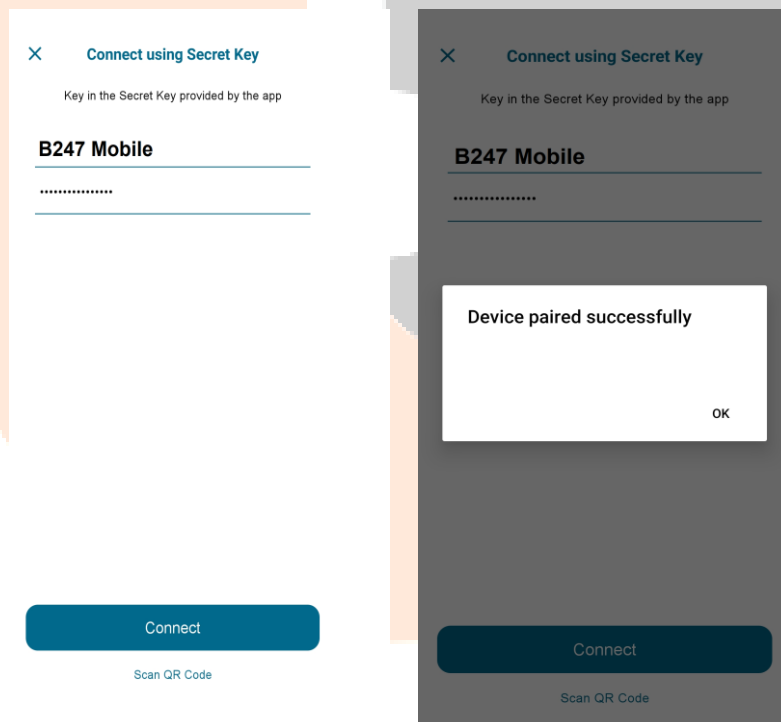 Connect using Secret Key
Key in the Secret Key provided by the app
B247 Mobile
................
Connect
Scan QR Code
Connect using Secret Key
Key in the Secret Key provided by the app
B247 Mobile
................
Device paired successfully
OK
Connect
Scan QR Code